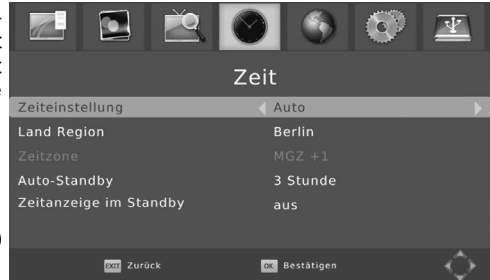 Zeit
Zeiteinstellung Auto
Land Region Berlin
Zeitzone MGZ +1
Auto-Standby 3 Stunde
Zeitanzeige im Standby aus
EXIT Zurück OK Bestätigen